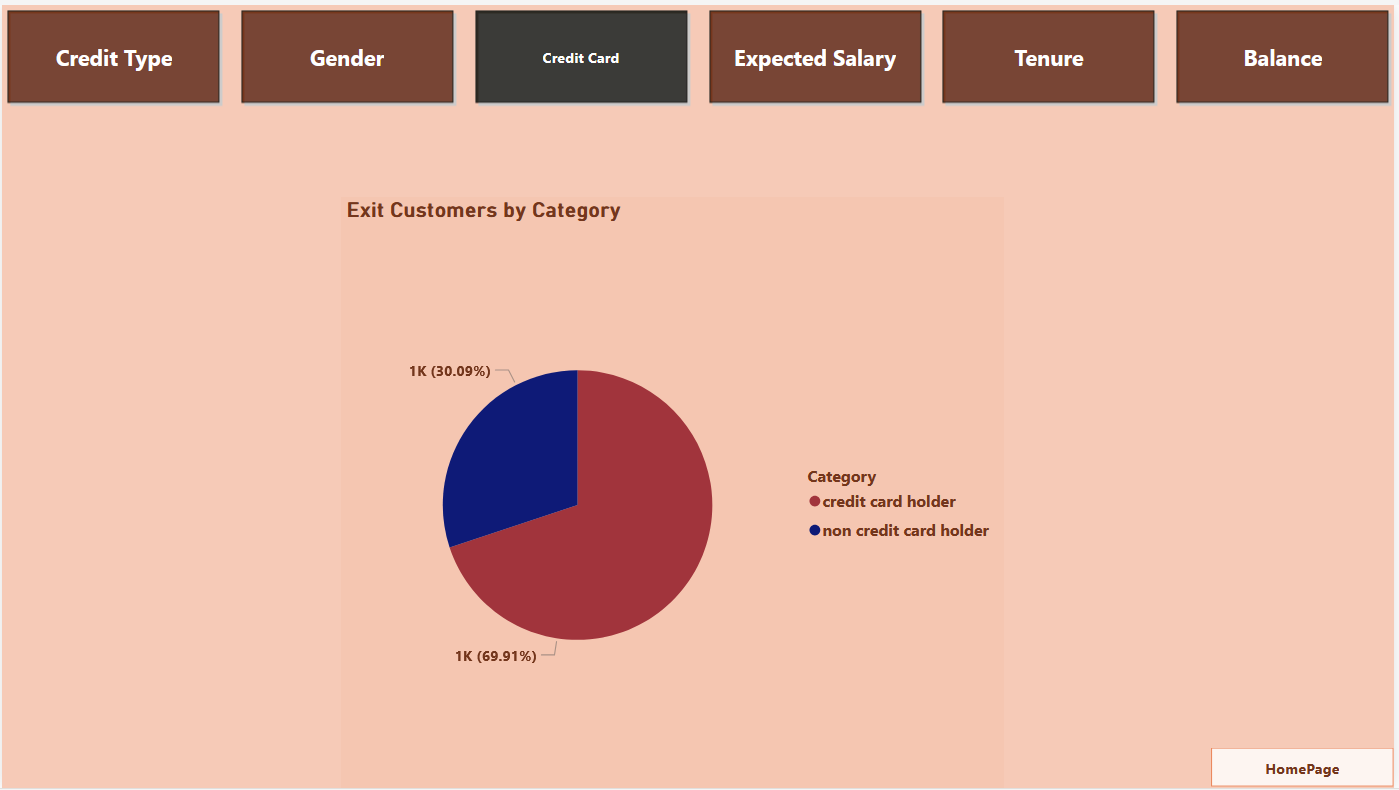 Credit Type
Gender
Credit Card
Expected Salary
Tenure
Balance
Exit Customers by Category
1K (30.09%)
1K (69.91%)
Category
credit card holder
non credit card holder
HomePage